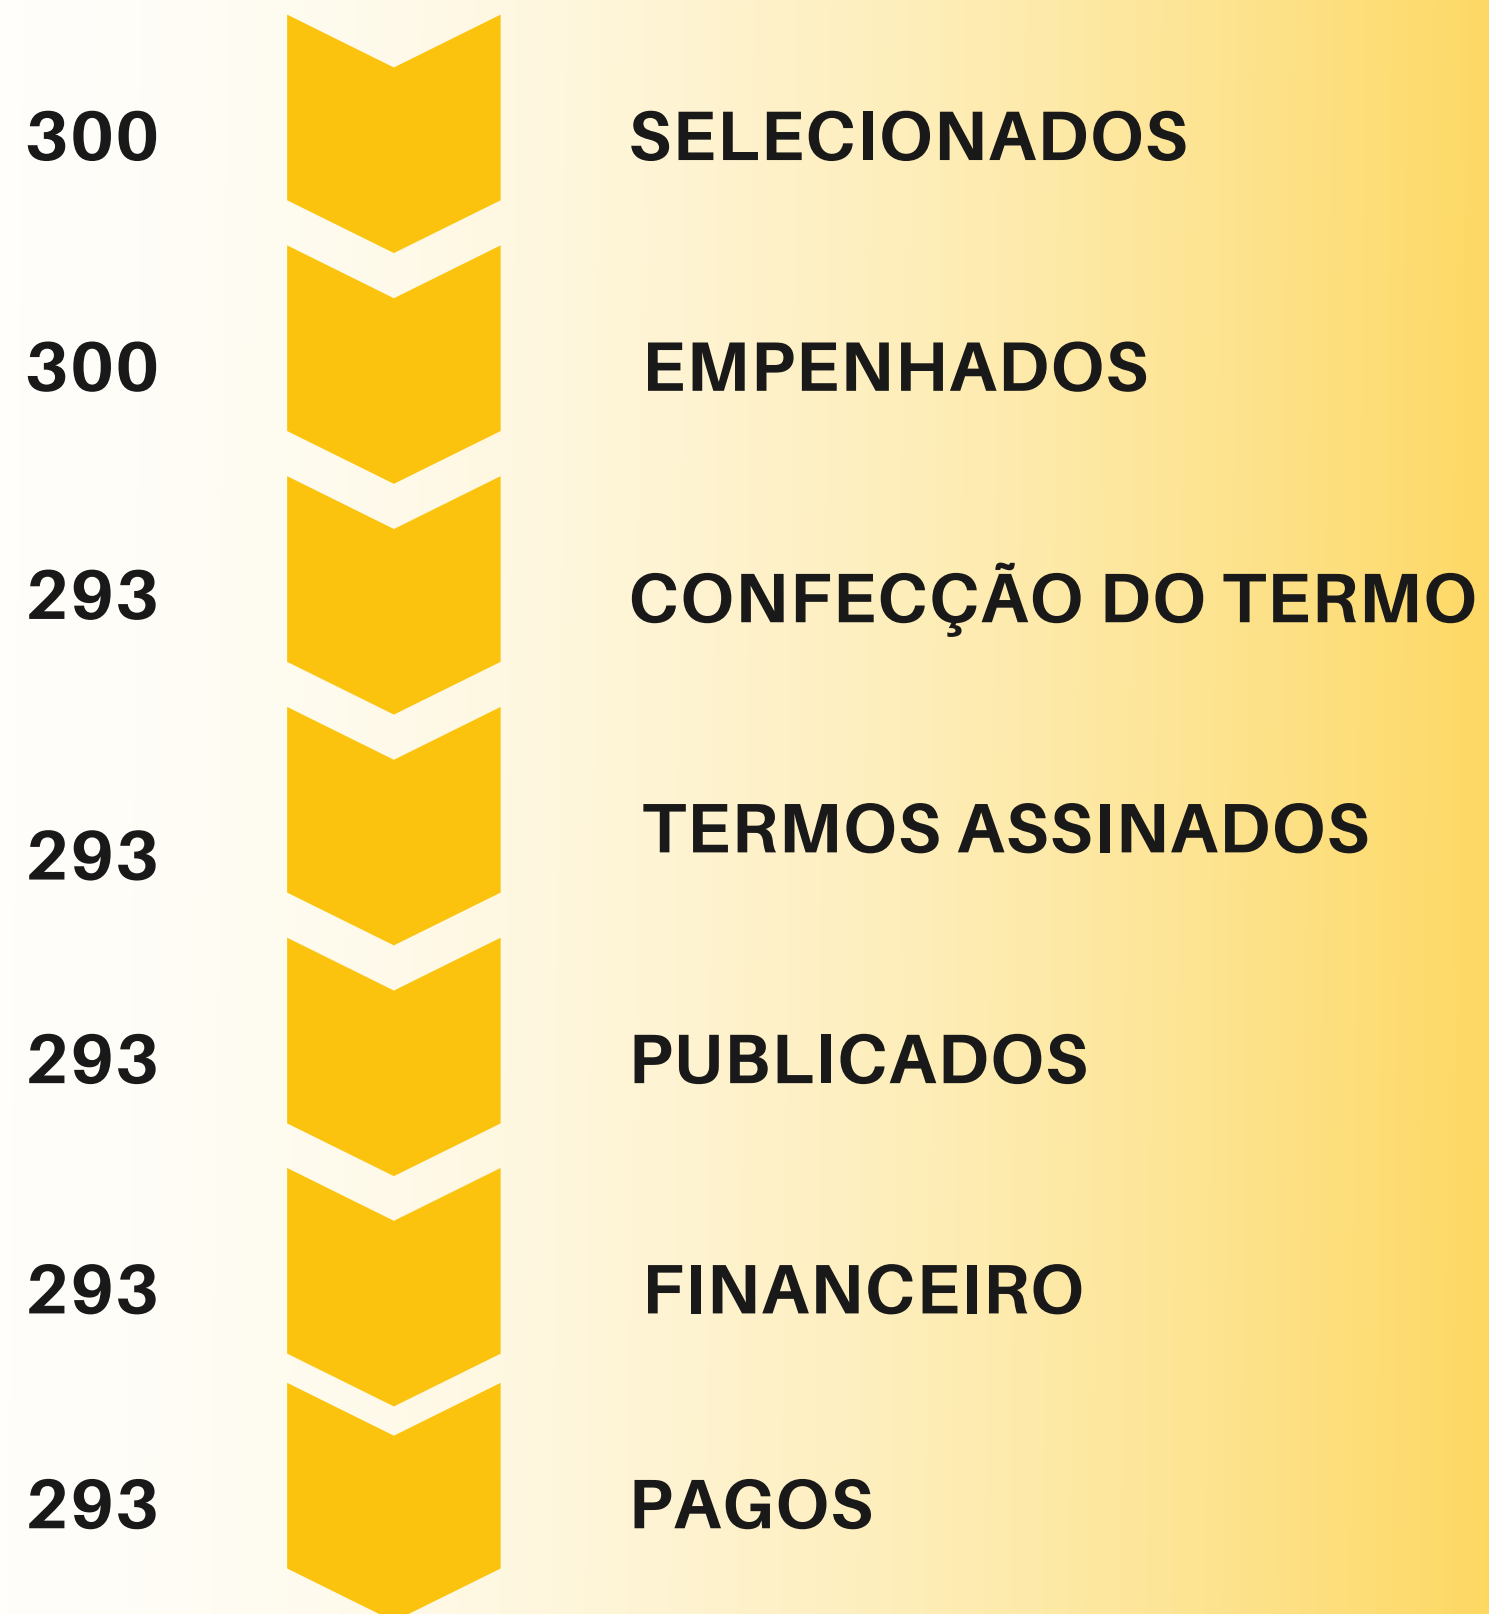 300 SELECIONADOS
300 EMPENHADOS
293 CONFECÇÃO DO TERMO
293 TERMOS ASSINADOS
293 PUBLICADOS
293 FINANCEIRO
293 PAGOS